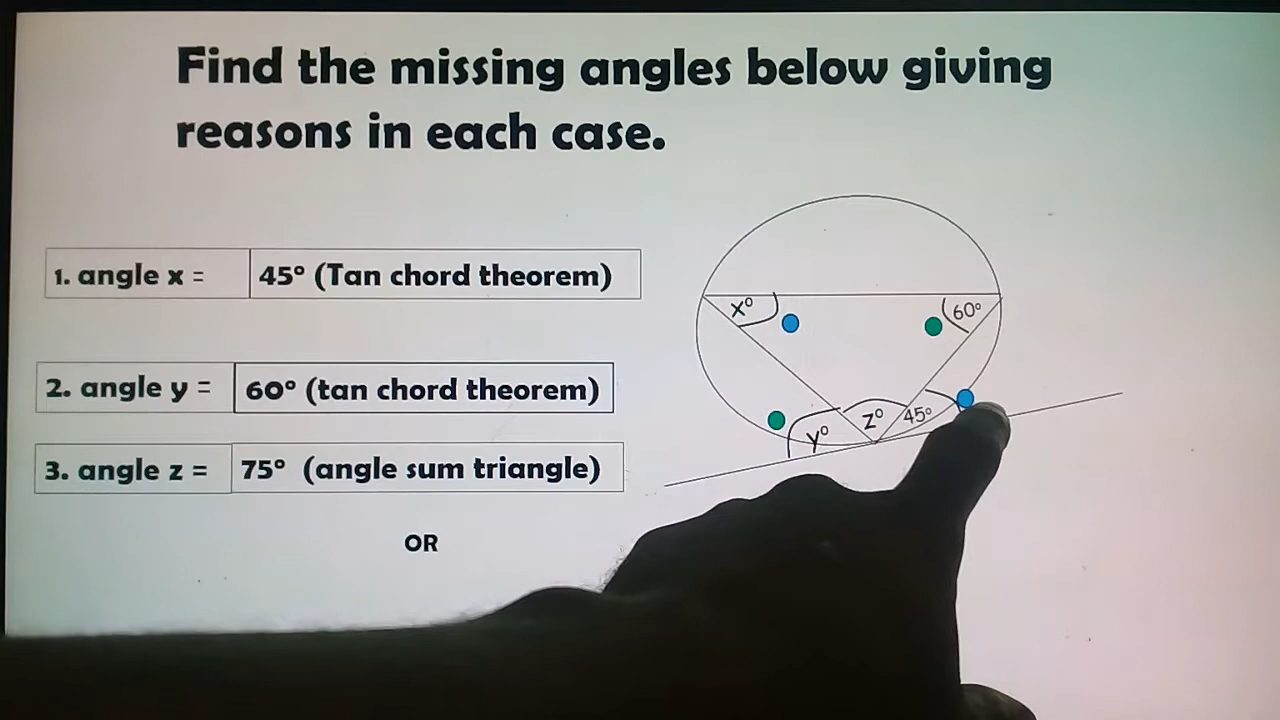 Find the missing angles below giving
reasons in each case.
1. angle x =
45° (Tan chord theorem)
2. angle y =
60° (tan chord theorem)
3. angle z =
75° (angle sum triangle)
OR
x°
60°
y°
z°
45°